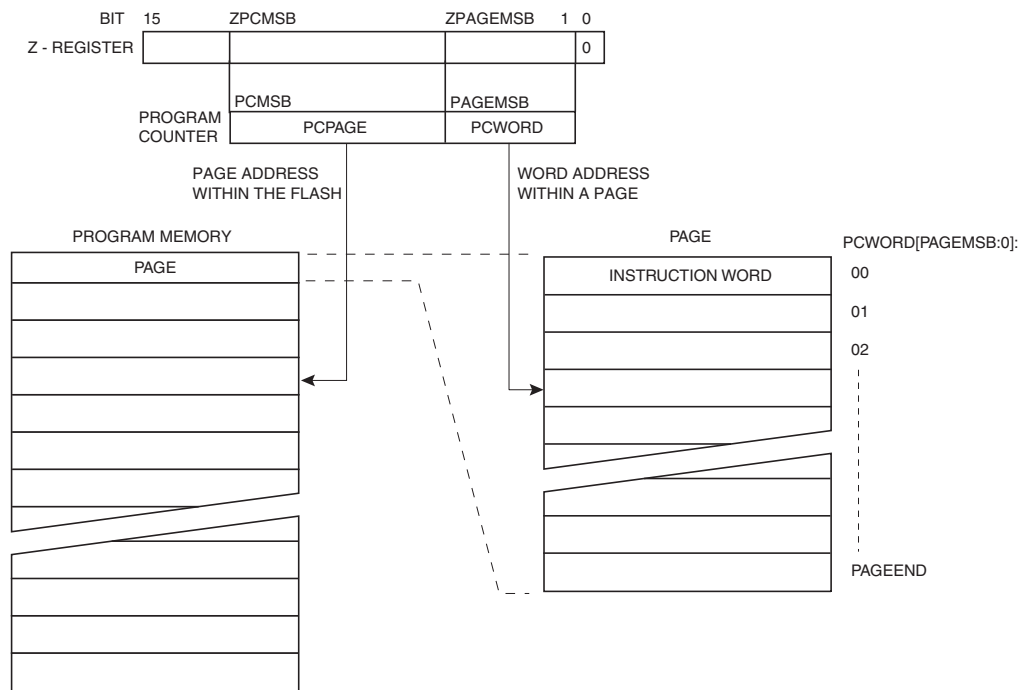 BIT 15 ZPCMSB ZPAGEMSB 1 0
Z - REGISTER 0
PCMSB PAGEMSB
PROGRAM
COUNTER
PCPAGE PCWORD
PAGE ADDRESS
WITHIN THE FLASH
WORD ADDRESS
WITHIN A PAGE
PROGRAM MEMORY
PAGE
PAGE
PCWORD[PAGEMSB:0]:
INSTRUCTION WORD
00
01
02
PAGEEND